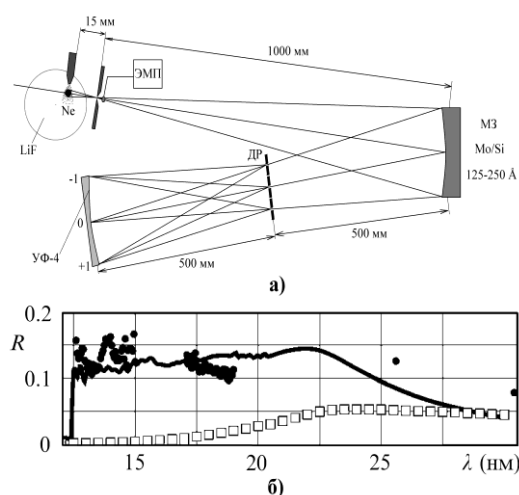 15 мм
ЭМП
1000 мм
Ne
LiF
МЗ
Mo/Si
125-250 Å
ДР
-1
0
+1
УФ-4
500 мм
500 мм
а)
0.2
R
0.1
0
15
20
25
λ (нм)
б)